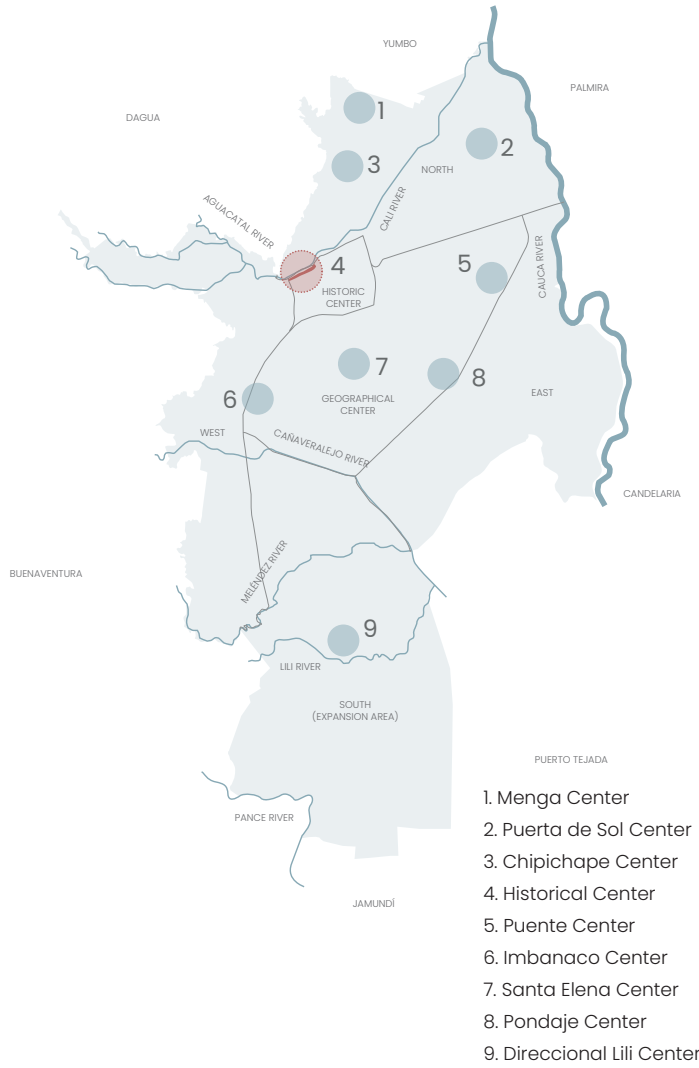 YUMBO
PALMIRA
DAGUA
1
2
3
NORTH
AGUACATAL RIVER
CALI RIVER
CAUCA RIVER
4
5
HISTORIC
CENTER
7
8
6
GEOGRAPHICAL
CENTER
EAST
WEST
CAÑAVERALEJO RIVER
CANDELARIA
BUENAVENTURA
MELÉNDEZ RIVER
9
LILI RIVER
SOUTH
(EXPANSION AREA)
PUERTO TEJADA
PANCE RIVER
JAMUNDÍ
1. Menga Center
2. Puerta de Sol Center
3. Chipichape Center
4. Historical Center
5. Puente Center
6. Imbanaco Center
7. Santa Elena Center
8. Pondaje Center
9. Direccional Lili Center